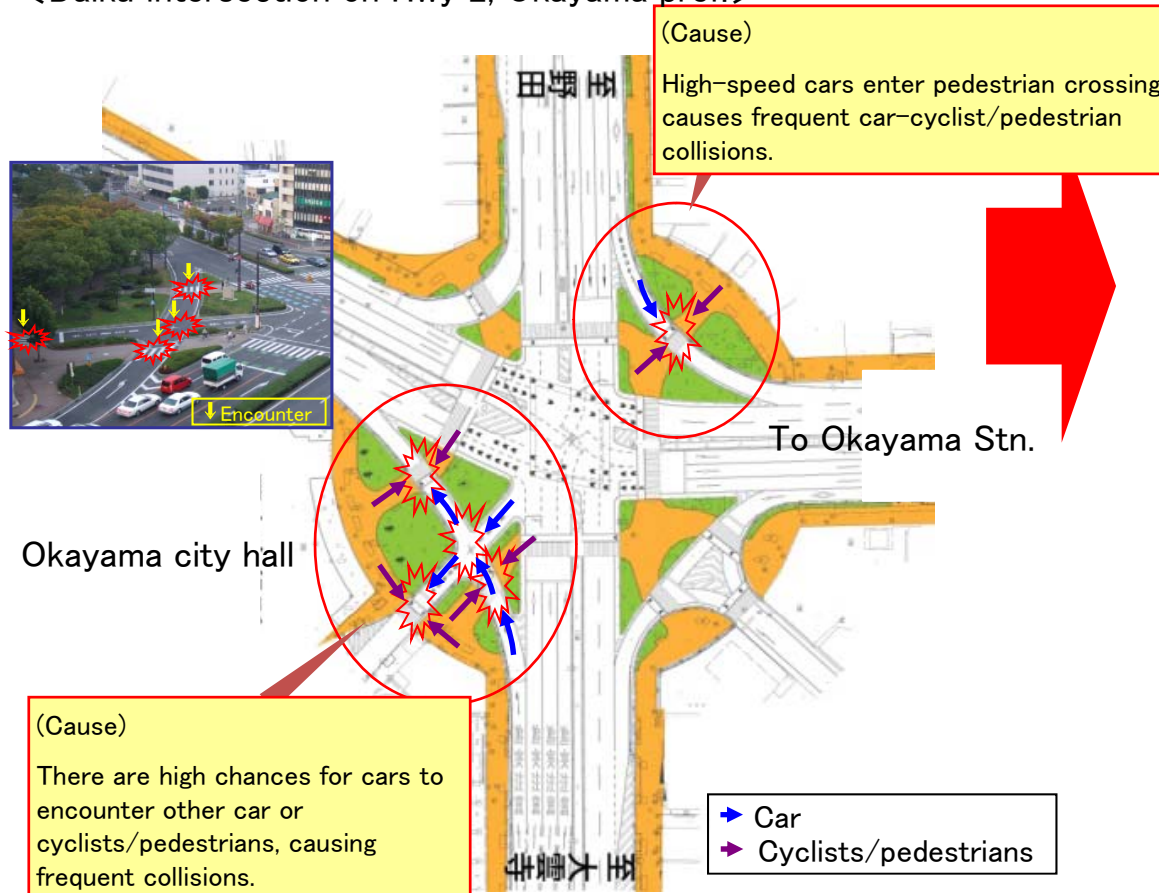 (Cause)
High-speed cars enter pedestrian crossing
causes frequent car-cyclist/pedestrian
collisions.
至野田
Encounter
To Okayama Stn.
Okayama city hall
(Cause)
There are high chances for cars to
encounter other car or
cyclists/pedestrians, causing
frequent collisions.
至大雲寺
Car
Cyclists/pedestrians